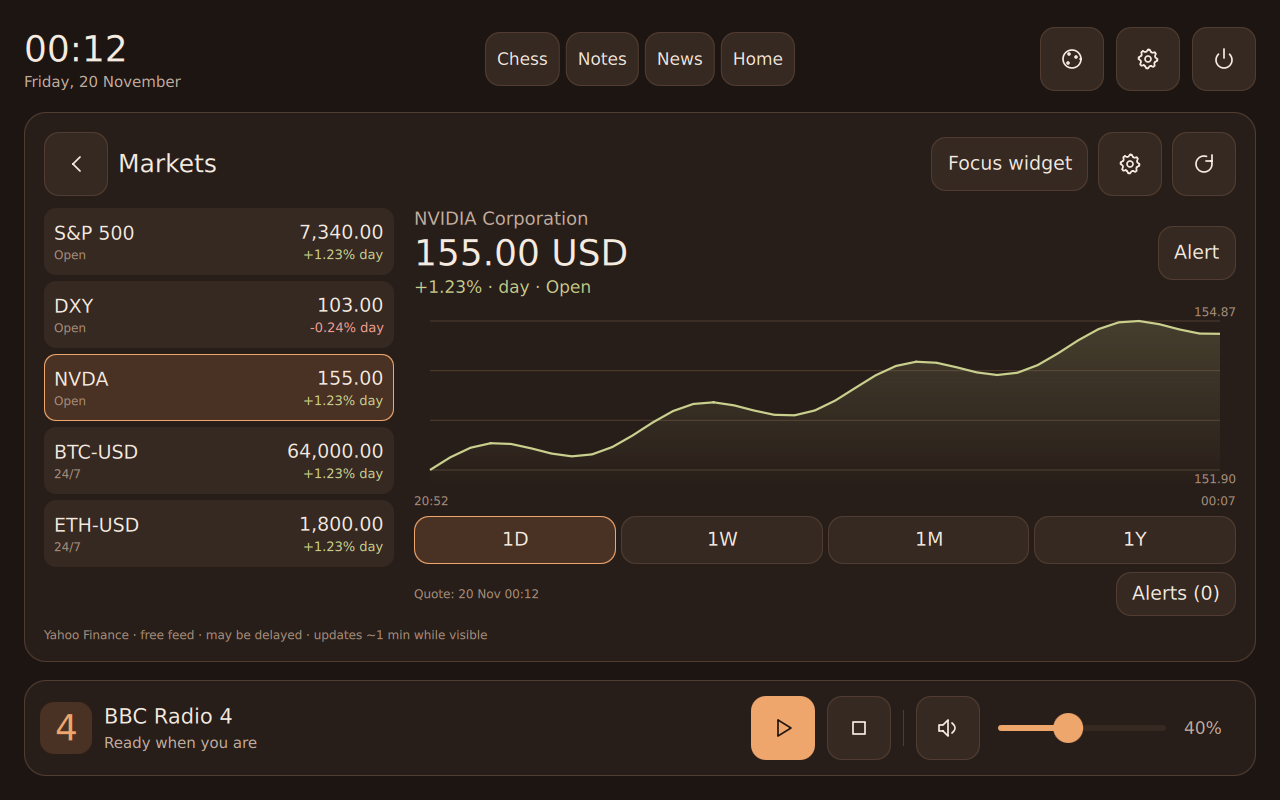 00:12
Friday, 20 November
Chess
Notes
News
Home
Markets
Focus widget
S&P 500
7,340.00
Open
+1.23% day
DXY
103.00
Open
-0.24% day
NVDA
155.00
Open
+1.23% day
BTC-USD
64,000.00
24/7
+1.23% day
ETH-USD
1,800.00
24/7
+1.23% day
NVIDIA Corporation
155.00 USD
+1.23% · day · Open
Alert
154.87
151.90
20:52
00:07
1D
1W
1M
1Y
Quote: 20 Nov 00:12
Alerts (0)
Yahoo Finance · free feed · may be delayed · updates ~1 min while visible
4
BBC Radio 4
Ready when you are
40%